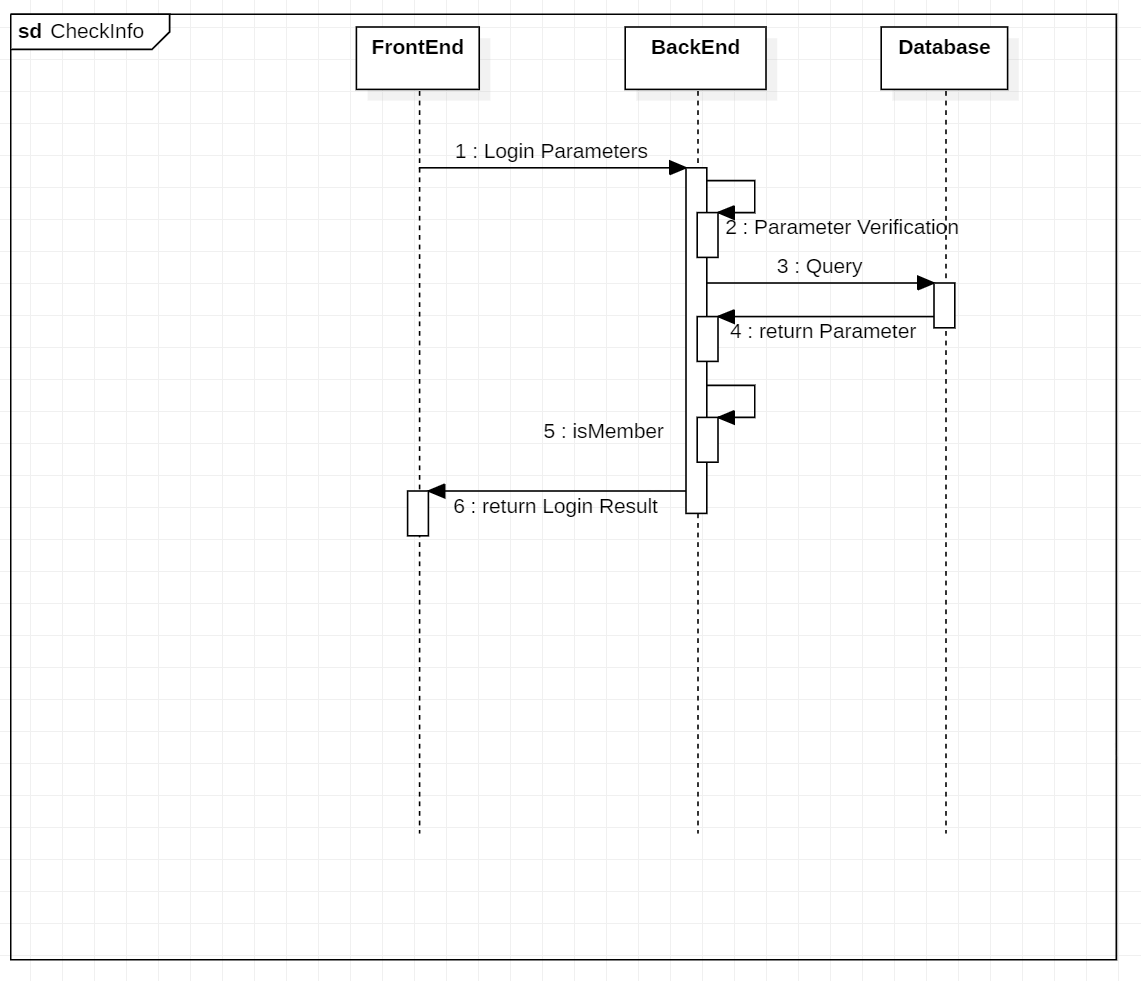 sd CheckInfo
FrontEnd
BackEnd
Database
1 : Login Parameters
2 : Parameter Verification
3 : Query
4 : return Parameter
5 : isMember
6 : return Login Result